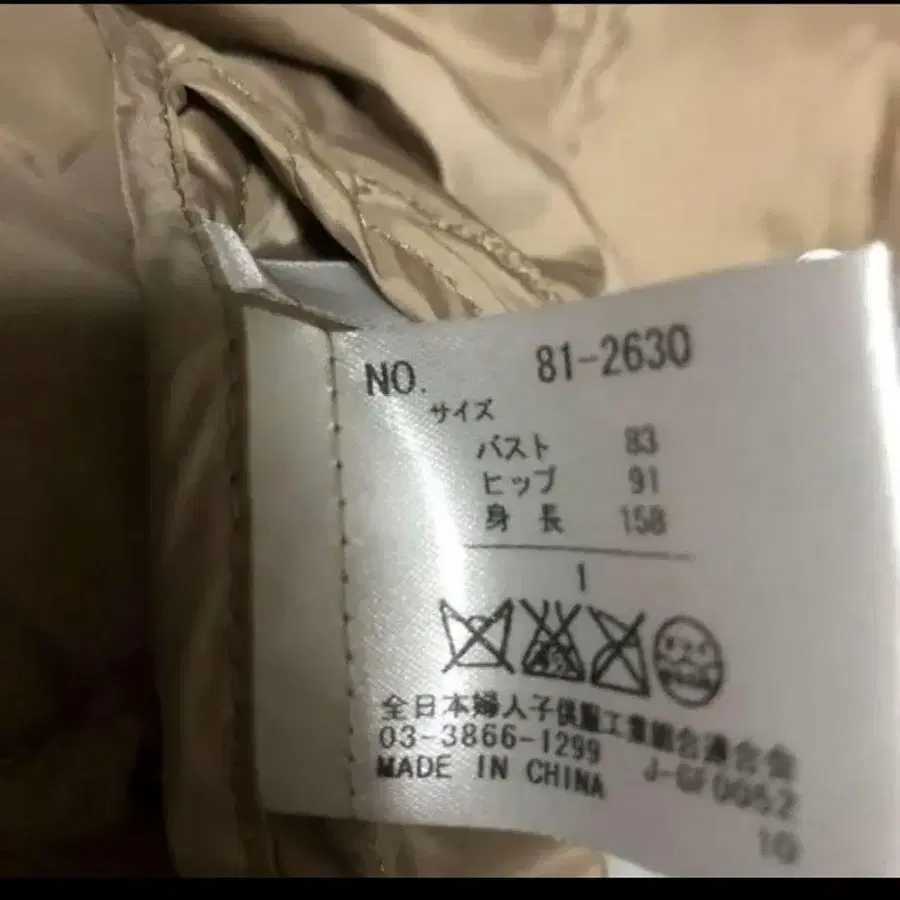 NO. 81-2630
サイズ
バスト 83
ヒップ 91
身長 158
1
全日本婦人子供服工業組合連合会
03-3866-1299 J-GF0052
MADE IN CHINA
10